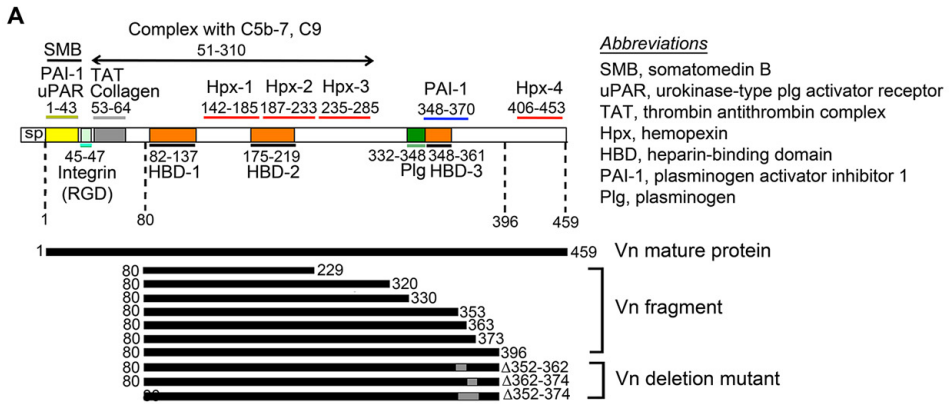 A
Complex with C5b-7, C9
51-310
SMB
PAI-1
uPAR
1-43
TAT
Collagen
53-64
Hpx-1
142-185
Hpx-2
187-233
Hpx-3
235-285
PAI-1
348-370
Hpx-4
406-453
sp
45-47
Integrin
(RGD)
82-137
HBD-1
175-219
HBD-2
332-348
Plg
348-361
HBD-3
1
80
396
459
Abbreviations
SMB, somatomedin B
uPAR, urokinase-type plg activator receptor
TAT, thrombin antithrombin complex
Hpx, hemopexin
HBD, heparin-binding domain
PAI-1, plasminogen activator inhibitor 1
Plg, plasminogen
1 459 Vn mature protein
80 229
80 320
80 330
80 353
80 363
80 373
80 396
Vn fragment
80 Δ352-362
80 Δ362-374
80 Δ352-374
Vn deletion mutant